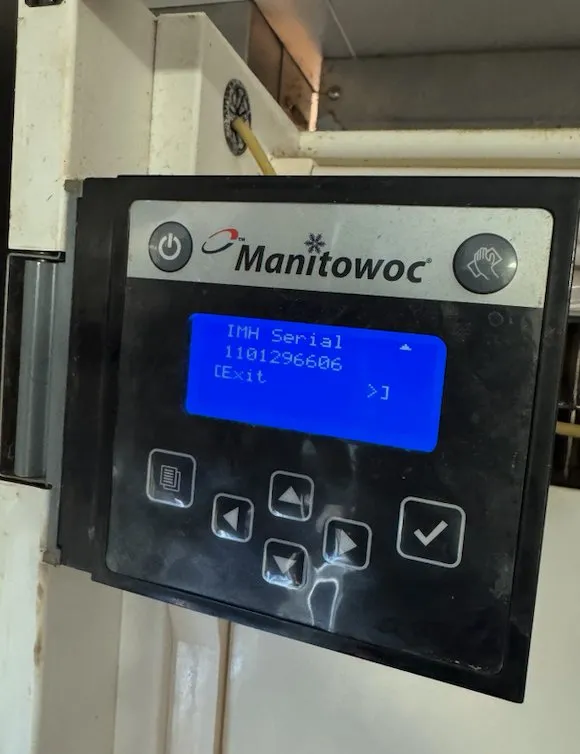 Manitowoc
IMH Serial
1101296606
[Exit >]